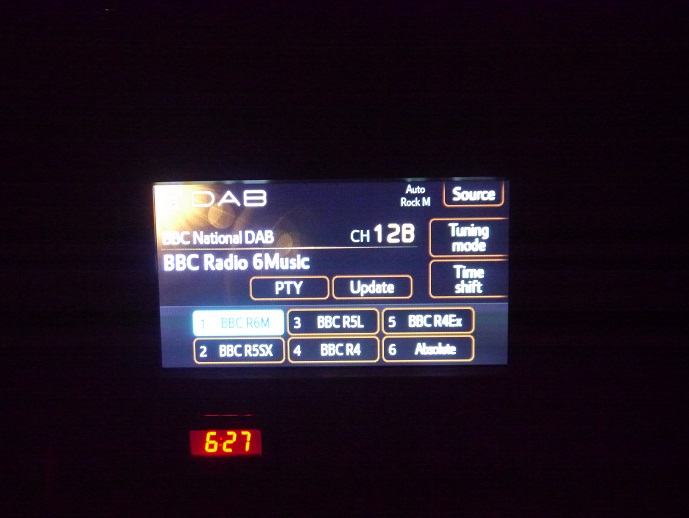 DAB
Auto
Rock M
Source
BBC National DAB
CH 12B
Tuning
mode
BBC Radio 6Music
Time
shift
PTY
Update
1 BBC R6M
3 BBC R5L
5 BBC R4Ex
2 BBC R5SX
4 BBC R4
6 Absolute
6:27